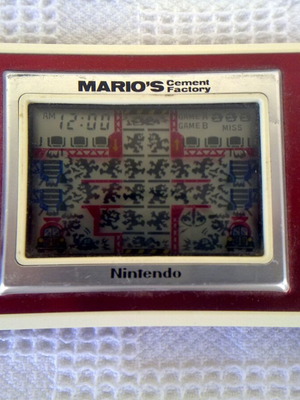 MARIO'S Cement Factory
AM 12:00
GAME B MISS
Nintendo